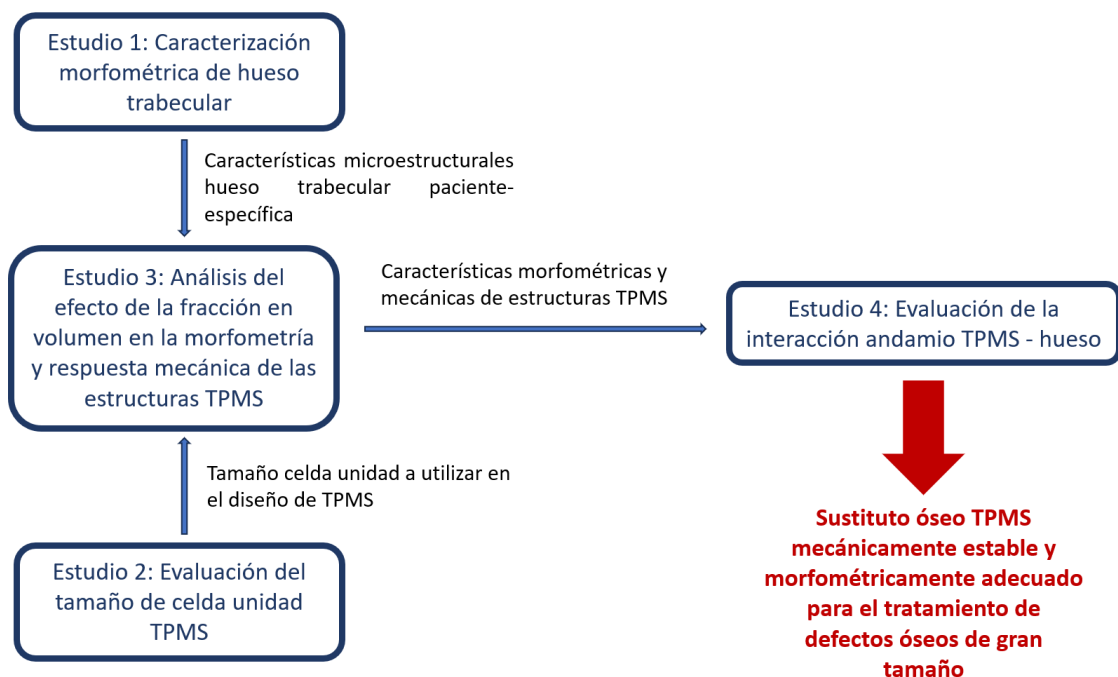 Estudio 1: Caracterización
morfométrica de hueso
trabecular
Características microestructurales
hueso trabecular paciente-
específica
Estudio 3: Análisis del
efecto de la fracción en
volumen en la morfometría
y respuesta mecánica de las
estructuras TPMS
Características morfométricas y
mecánicas de estructuras TPMS
Estudio 4: Evaluación de la
interacción andamio TPMS - hueso
Tamaño celda unidad a utilizar en
el diseño de TPMS
Estudio 2: Evaluación del
tamaño de celda unidad
TPMS
Sustituto óseo TPMS
mecánicamente estable y
morfométricamente adecuado
para el tratamiento de
defectos óseos de gran
tamaño